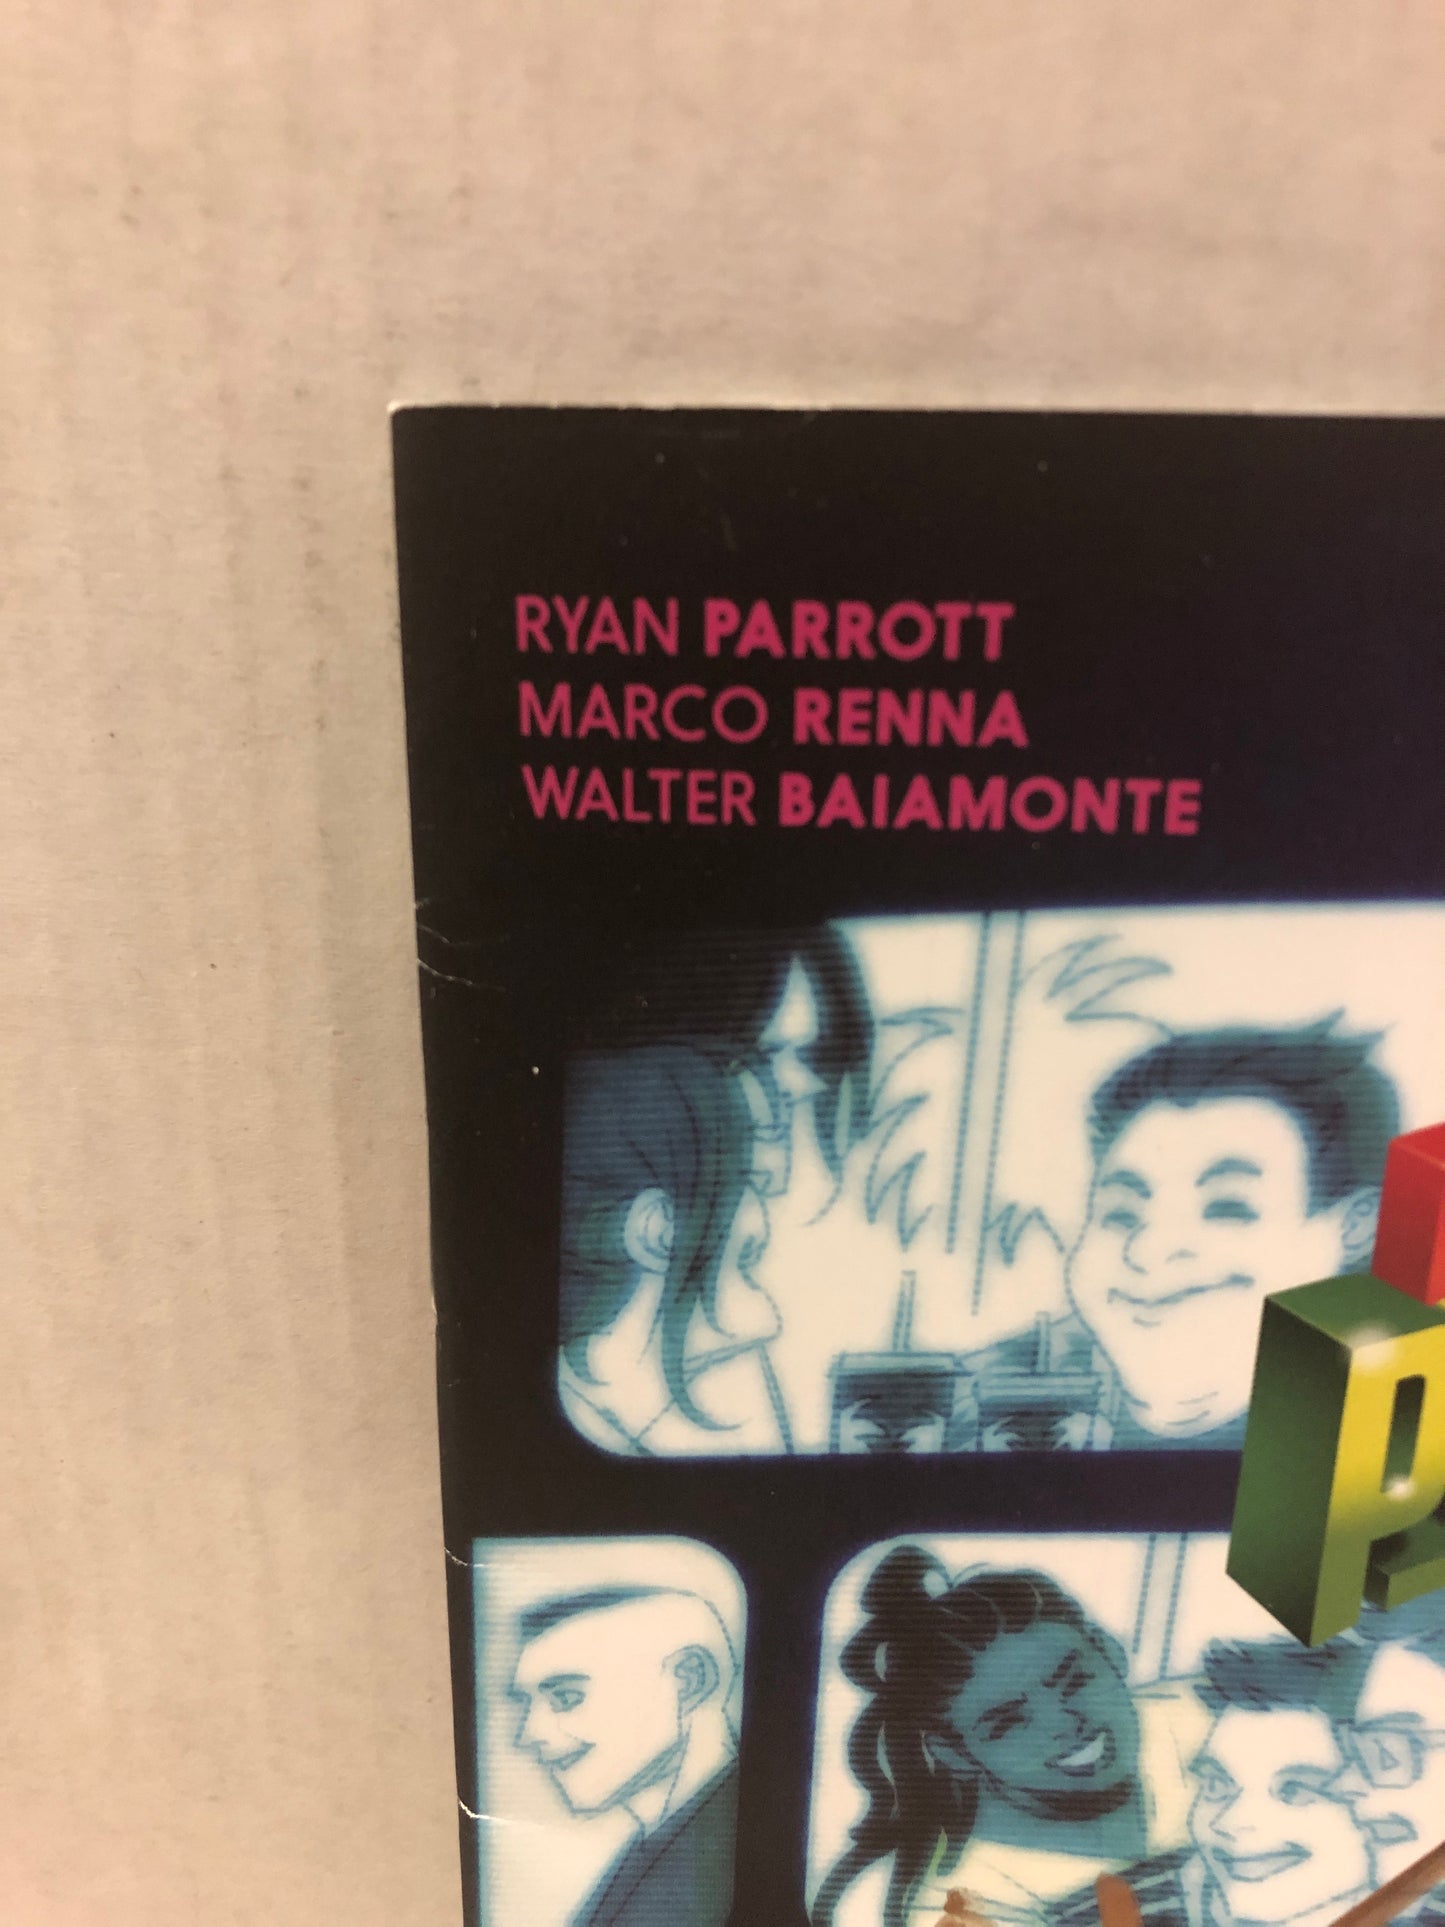 RYAN PARROTT
MARCO RENNA
WALTER BAIAMONTE
P